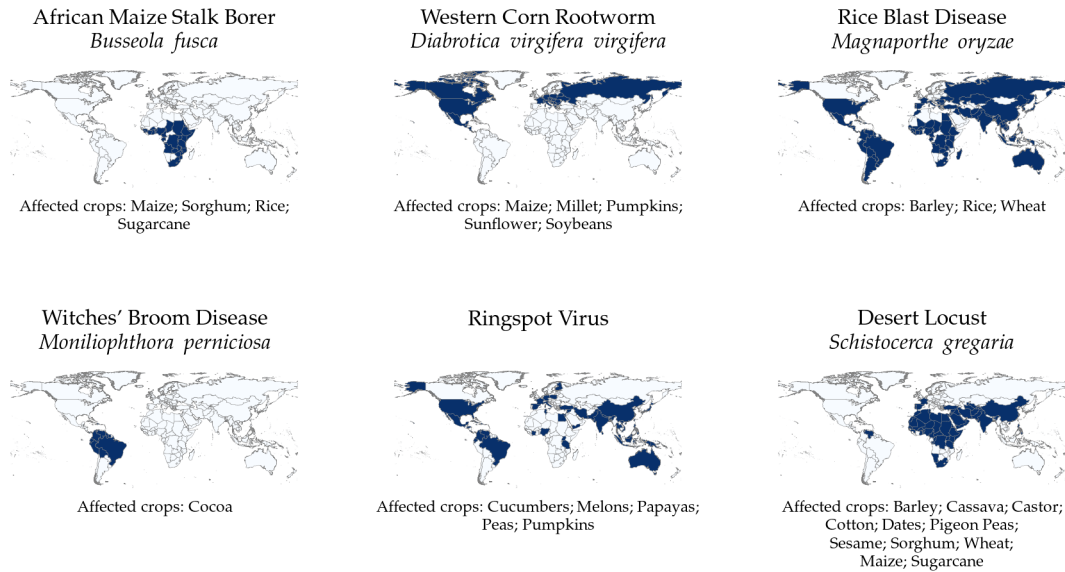 African Maize Stalk Borer
Busseola fusca
Affected crops: Maize; Sorghum; Rice;
Sugarcane
Western Corn Rootworm
Diabrotica virgifera virgifera
Affected crops: Maize; Millet; Pumpkins;
Sunflower; Soybeans
Rice Blast Disease
Magnaporthe oryzae
Affected crops: Barley; Rice; Wheat
Witches’ Broom Disease
Moniliophthora perniciosa
Affected crops: Cocoa
Ringspot Virus
Affected crops: Cucumbers; Melons; Papayas;
Peas; Pumpkins
Desert Locust
Schistocerca gregaria
Affected crops: Barley; Cassava; Castor;
Cotton; Dates; Pigeon Peas;
Sesame; Sorghum; Wheat;
Maize; Sugarcane